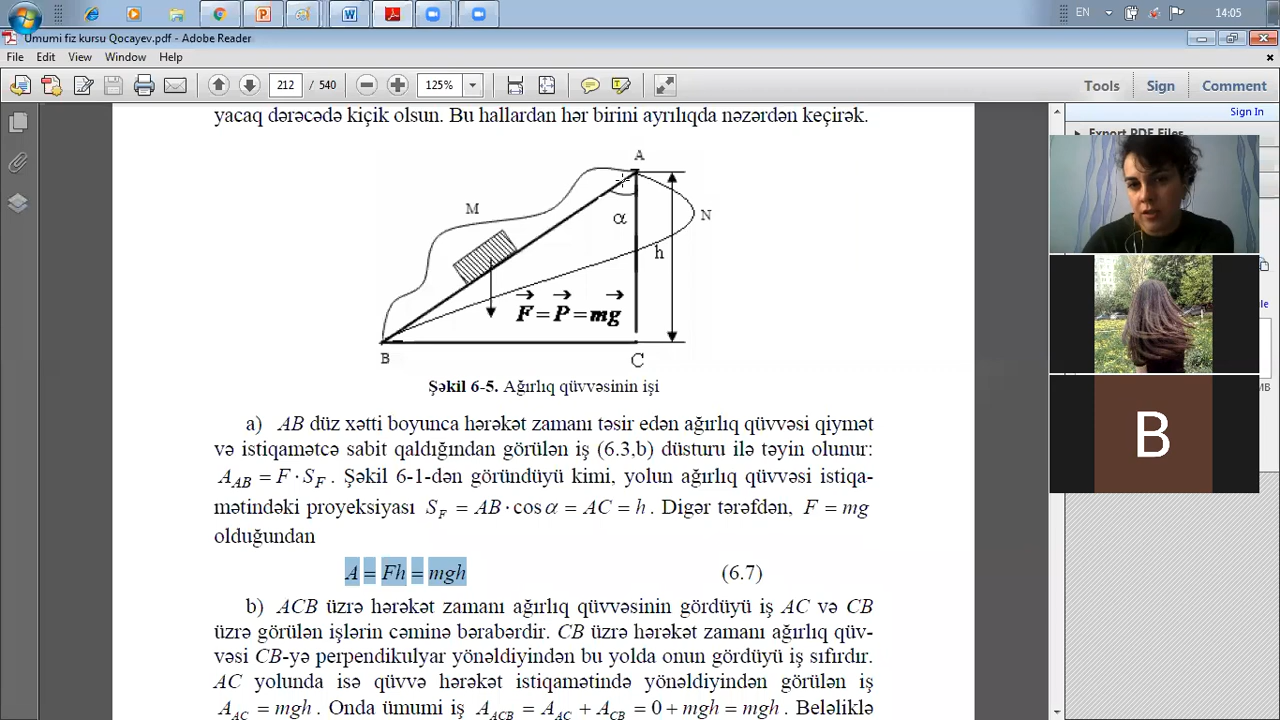 EN
14:05
Umumi fiz kursu Qocayev.pdf - Adobe Reader
File Edit View Window Help
212 / 540 125% Tools Sign Comment
Sign In
Export PDF Files
yacaq dərəcədə kiçik olsun. Bu hallardan hər birini ayrılıqda nəzərdən keçirək.
A
M
α
N
h
F = P = mg
B
C
Şəkil 6-5. Ağırlıq qüvvəsinin işi
a) AB düz xətti boyunca hərəkət zamanı təsir edən ağırlıq qüvvəsi qiymət
və istiqamətcə sabit qaldığından görülən iş (6.3,b) düsturu ilə təyin olunur:
A_AB = F · S_F . Şəkil 6-1-dən göründüyü kimi, yolun ağırlıq qüvvəsi istiqa-
mətindəki proyeksiyası S_F = AB · cos α = AC = h . Digər tərəfdən, F = mg
olduğundan
A = Fh = mgh (6.7)
b) ACB üzrə hərəkət zamanı ağırlıq qüvvəsinin gördüyü iş AC və CB
üzrə görülən işlərin cəminə bərabərdir. CB üzrə hərəkət zamanı ağırlıq qüv-
vəsi CB-yə perpendikulyar yönəldiyindən bu yolda onun gördüyü iş sıfırdır.
AC yolunda isə qüvvə hərəkət istiqamətində yönəldiyindən görülən iş
A_AC = mgh . Onda ümumi iş A_ACB = A_AC + A_CB = 0 + mgh = mgh . Beləliklə
B